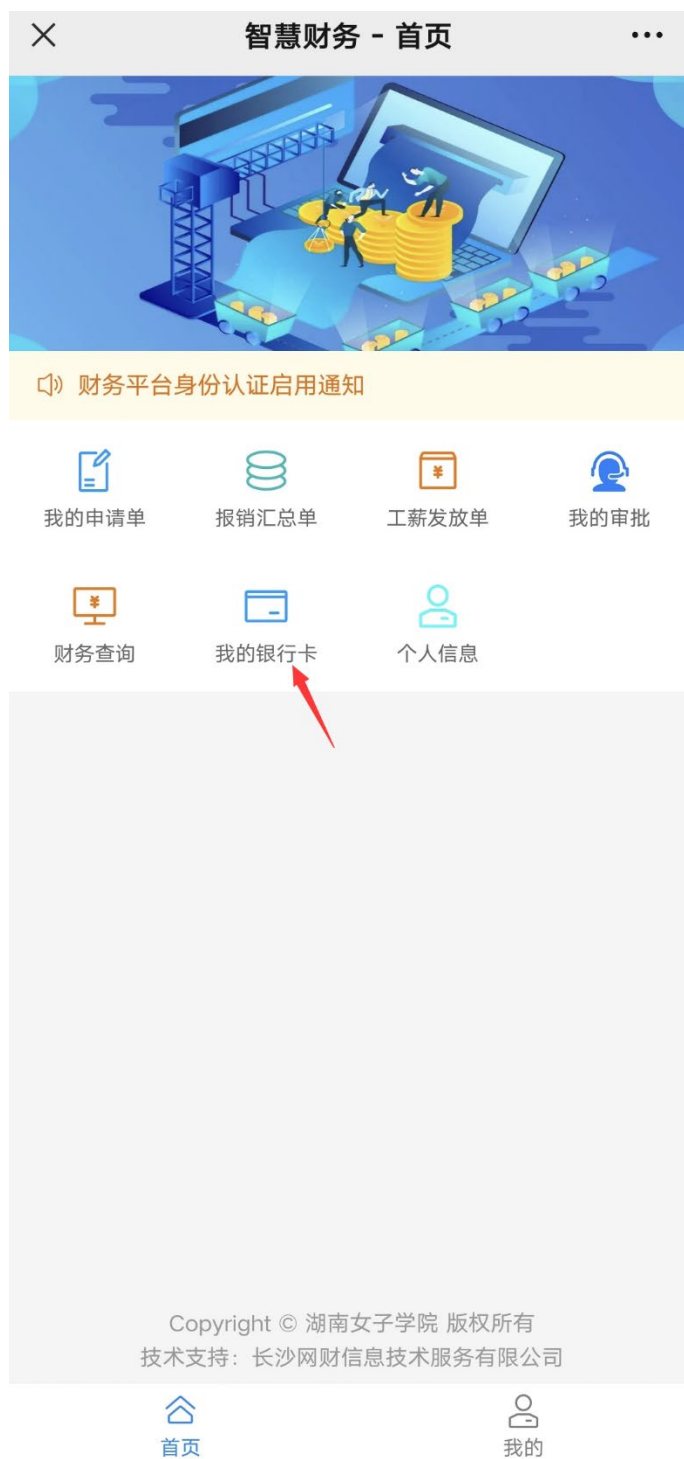 智慧财务 - 首页
财务平台身份认证启用通知
我的申请单 报销汇总单 工薪发放单 我的审批
财务查询 我的银行卡 个人信息
Copyright © 湖南女子学院 版权所有
技术支持：长沙网财信息技术服务有限公司
首页 我的